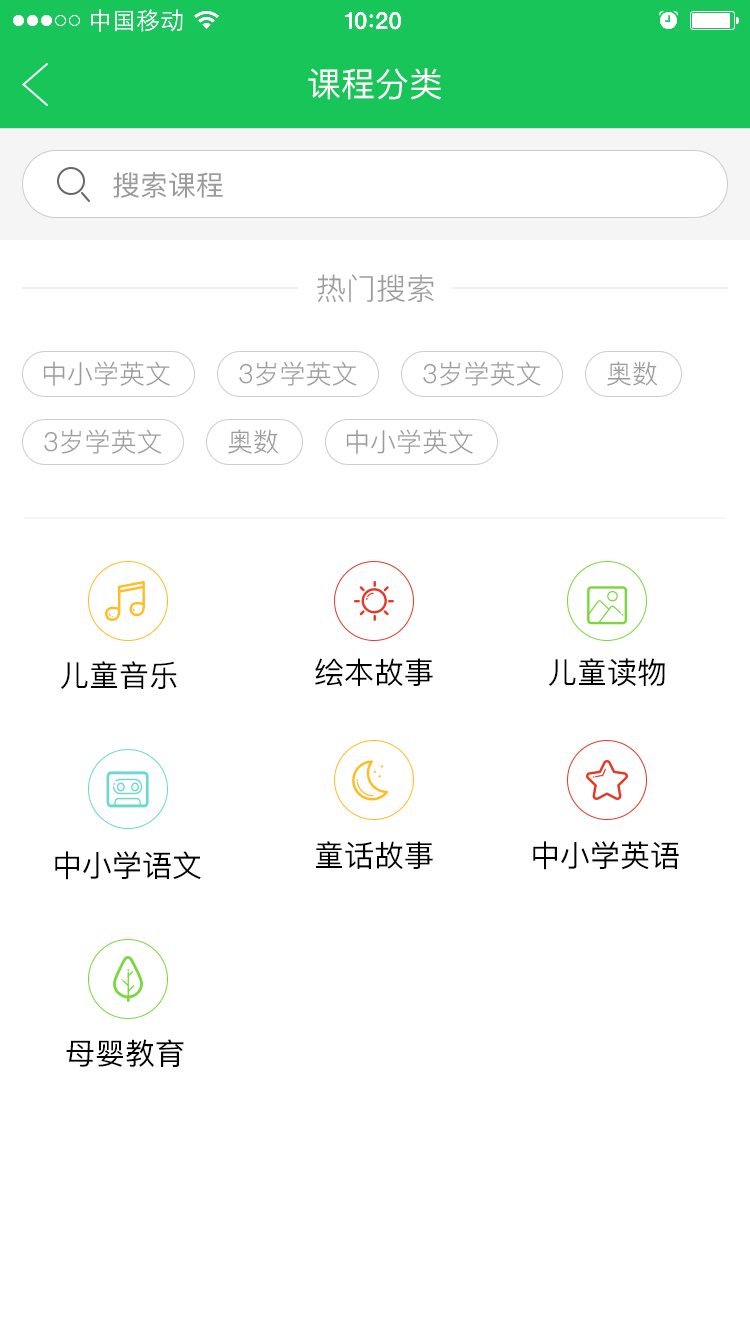 中国移动 10:20
课程分类
搜索课程
热门搜索
中小学英文 3岁学英文 3岁学英文 奥数
3岁学英文 奥数 中小学英文
儿童音乐 绘本故事 儿童读物
中小学语文 童话故事 中小学英语
母婴教育